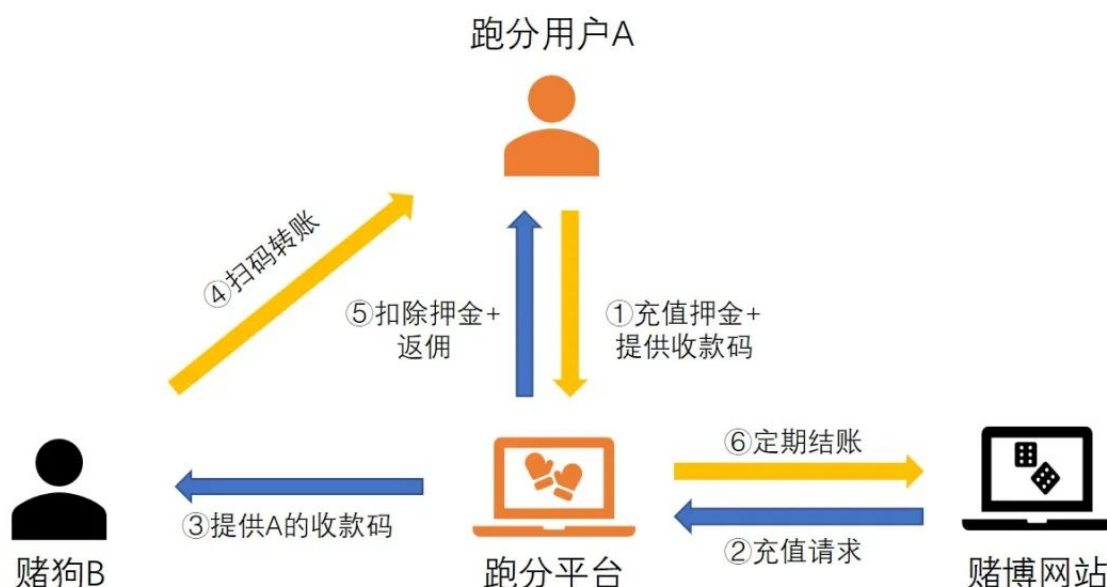 跑分用户A
④扫码转账
⑤扣除押金+
返佣
①充值押金+
提供收款码
⑥定期结账
③提供A的收款码
②充值请求
赌狗B
跑分平台
赌博网站